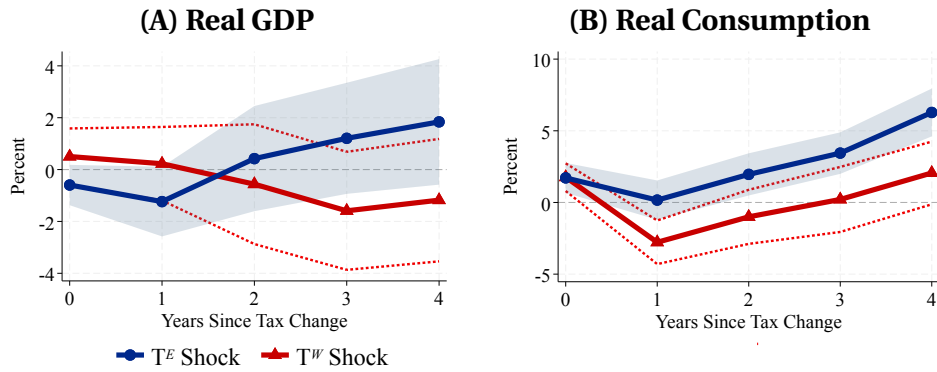 (A) Real GDP
4
2
0
-2
-4
Percent
0 1 2 3 4
Years Since Tax Change
(B) Real Consumption
10
5
0
-5
Percent
0 1 2 3 4
Years Since Tax Change
T^E Shock T^W Shock